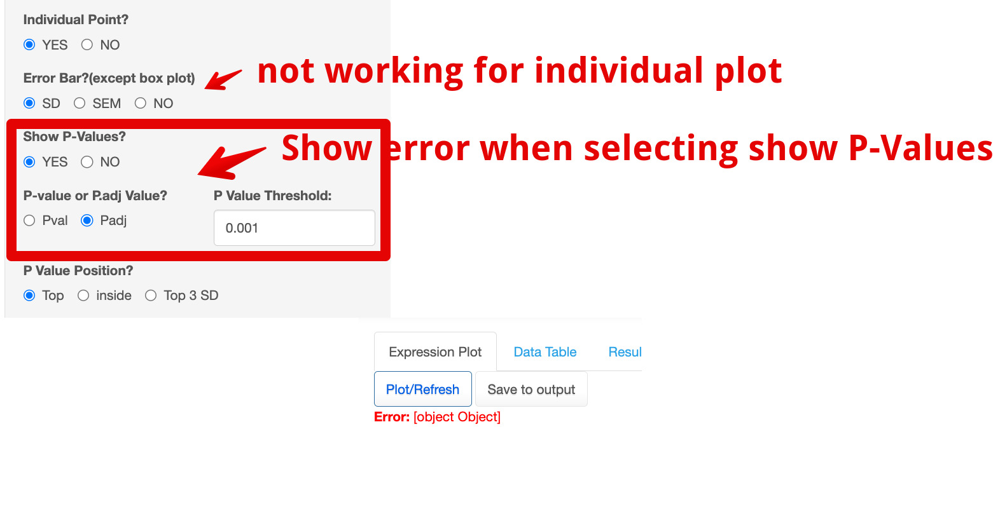 Individual Point?
YES NO
not working for individual plot
Error Bar?(except box plot)
SD SEM NO
Show P-Values?
Show error when selecting show P-Values
YES NO
P-value or P.adj Value? P Value Threshold:
Pval Padj
0.001
P Value Position?
Top inside Top 3 SD
Expression Plot Data Table Resul
Plot/Refresh Save to output
Error: [object Object]